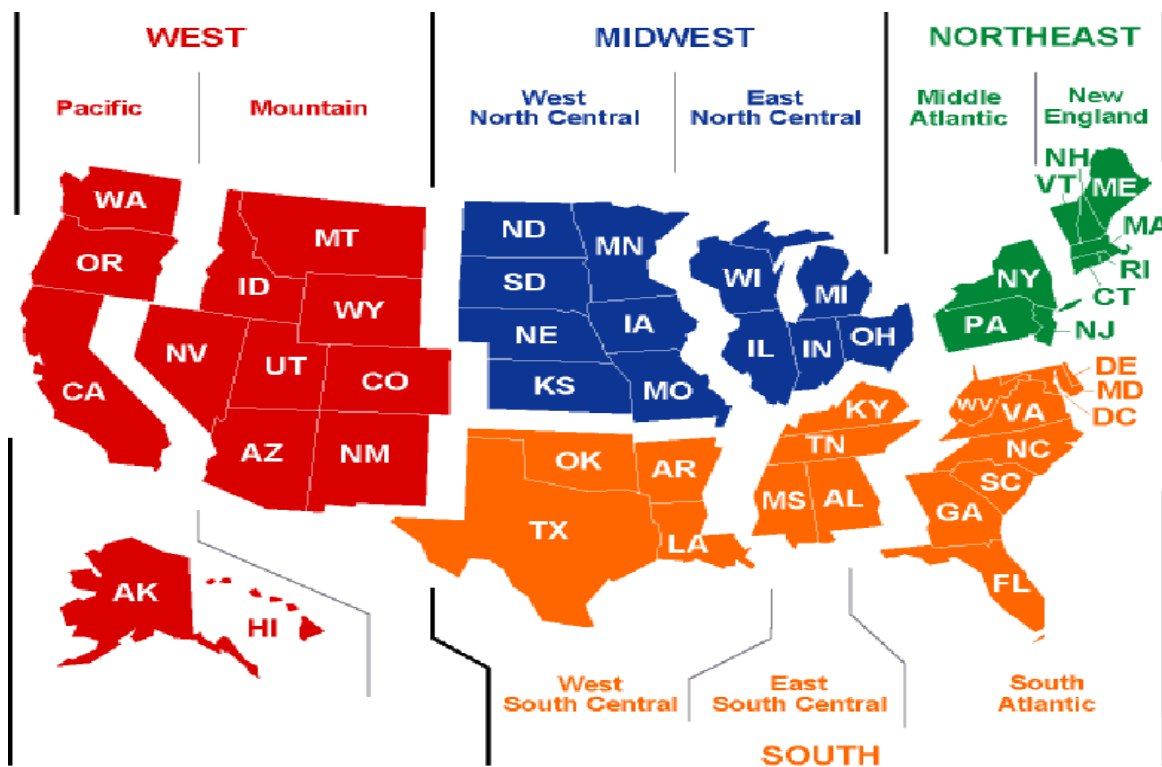 WEST
MIDWEST
NORTHEAST
Pacific
Mountain
West
North Central
East
North Central
Middle
Atlantic
New
England
NH
VT
ME
MA
RI
CT
NJ
NY
PA
WA
OR
CA
MT
ID
WY
NV
UT
CO
AZ
NM
ND
MN
SD
WI
MI
NE
IA
IL
IN
OH
KS
MO
DE
MD
DC
WV
VA
KY
TN
NC
SC
OK
AR
MS
AL
GA
TX
LA
FL
AK
HI
West
South Central
East
South Central
South
Atlantic
SOUTH